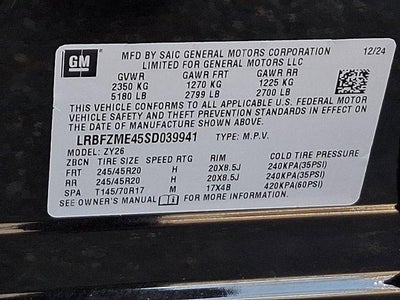 GM
MFD BY SAIC GENERAL MOTORS CORPORATION 12/24
LIMITED FOR GENERAL MOTORS LLC
GVWR GAWR FRT GAWR RR
2350 KG 1270 KG 1225 KG
5180 LB 2799 LB 2700 LB
THIS VEHICLE CONFORMS TO ALL APPLICABLE U.S. FEDERAL MOTOR
VEHICLE SAFETY AND THEFT PREVENTION STANDARDS IN EFFECT ON
THE DATE OF MANUFACTURE SHOWN ABOVE.
LRBFZME45SD039941 TYPE: M.P.V.
MODEL: ZY26
ZBCN TIRE SIZE SPEED RTG RIM COLD TIRE PRESSURE
FRT 245/45R20 H 20X8.5J 240KPA(35PSI)
RR 245/45R20 H 20X8.5J 240KPA(35PSI)
SPA T145/70R17 M 17X4B 420KPA(60PSI)
SEE OWNER'S MANUAL FOR MORE INFORMATION.